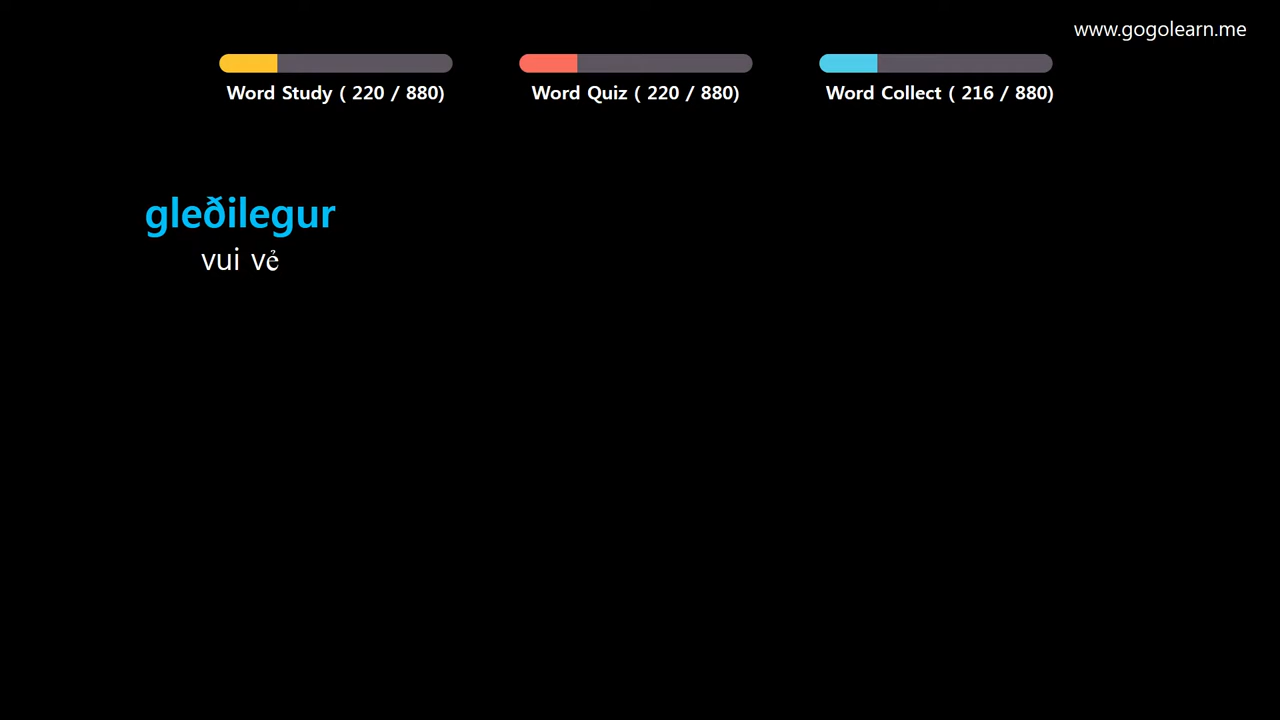 www.gogolearn.me
Word Study ( 220 / 880)
Word Quiz ( 220 / 880)
Word Collect ( 216 / 880)
gleðilegur
vui vẻ